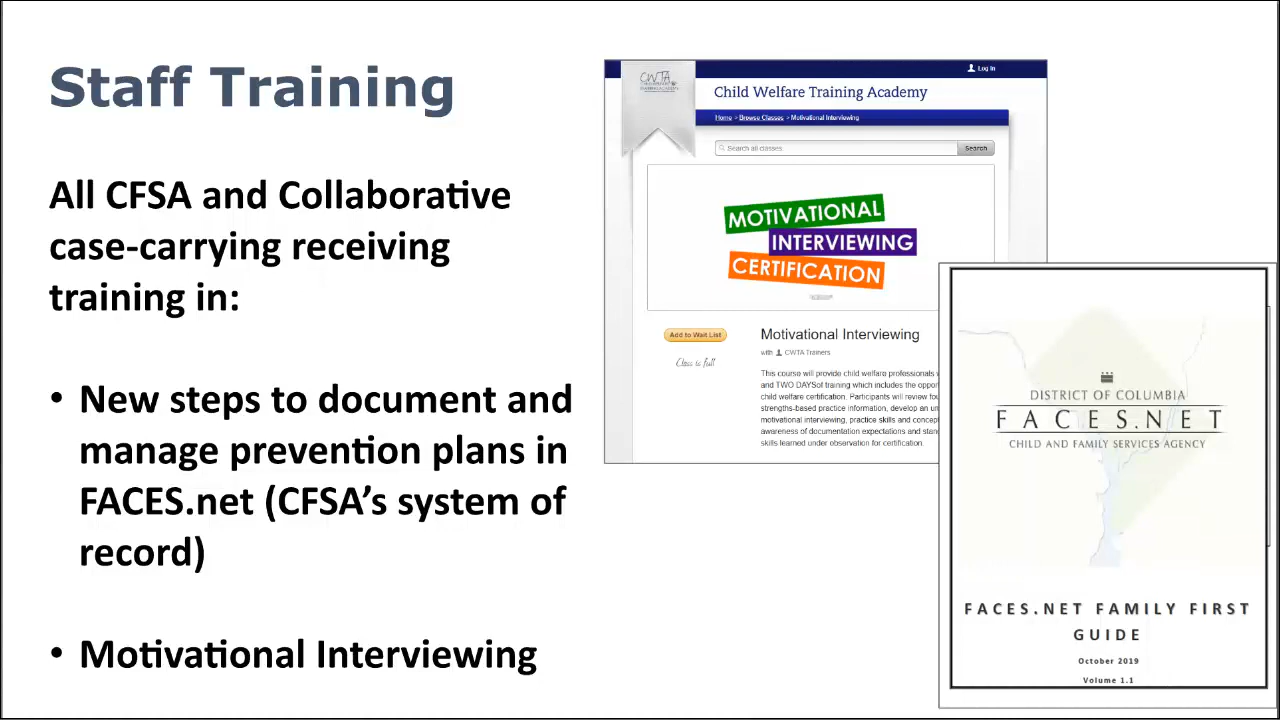 Staff Training
All CFSA and Collaborative
case-carrying receiving
training in:
• New steps to document and
manage prevention plans in
FACES.net (CFSA’s system of
record)
• Motivational Interviewing
CWTA
Log In
Child Welfare Training Academy
Home > Browse Classes > Motivational Interviewing
Search all classes
Search
MOTIVATIONAL
INTERVIEWING
CERTIFICATION
Add to Wait List
Class is full
Motivational Interviewing
with CWTA Trainers
This course will provide child welfare professionals
and TWO DAYSof training which includes the oppor
child welfare certification. Participants will review fou
strengths-based practice information, develop an un
motivational interviewing, practice skills and concep
awareness of documentation expectations and stan
skills learned under observation for certification.
DISTRICT OF COLUMBIA
FACES.NET
CHILD AND FAMILY SERVICES AGENCY
FACES.NET FAMILY FIRST
GUIDE
October 2019
Volume 1.1